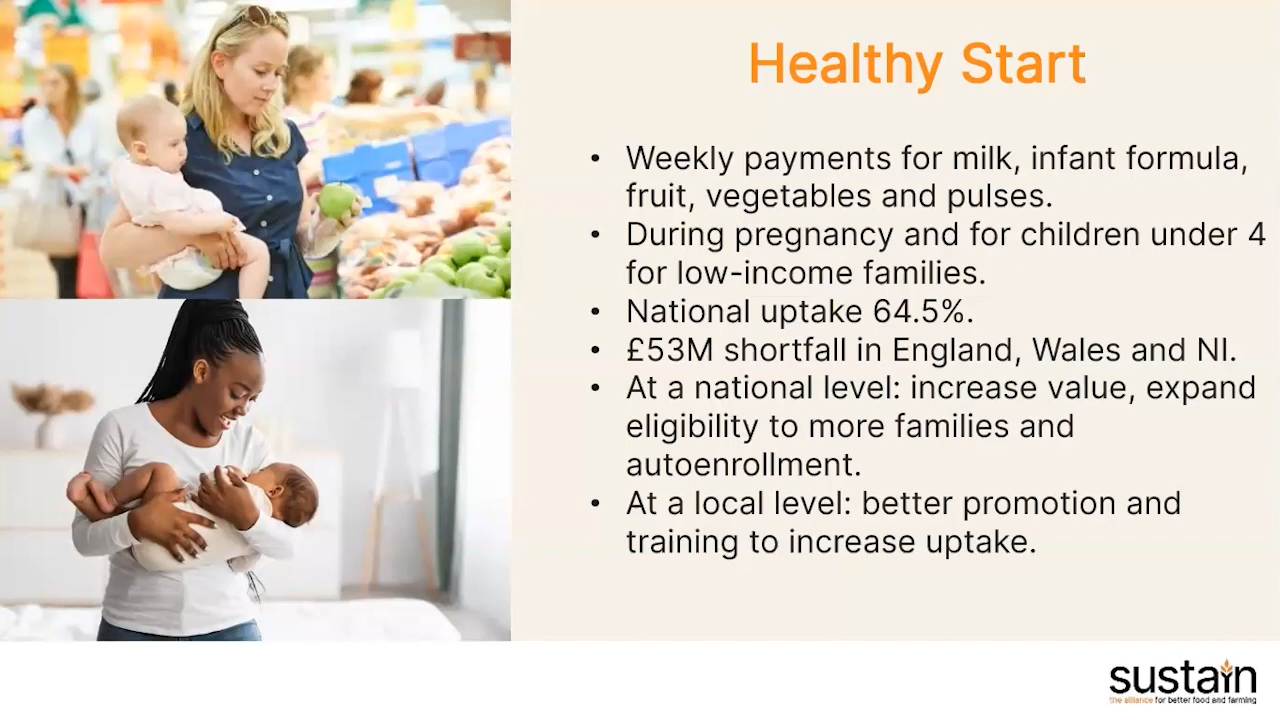 Healthy Start
• Weekly payments for milk, infant formula,
fruit, vegetables and pulses.
• During pregnancy and for children under 4
for low-income families.
• National uptake 64.5%.
• £53M shortfall in England, Wales and NI.
• At a national level: increase value, expand
eligibility to more families and
autoenrollment.
• At a local level: better promotion and
training to increase uptake.
sustain
the alliance for better food and farming